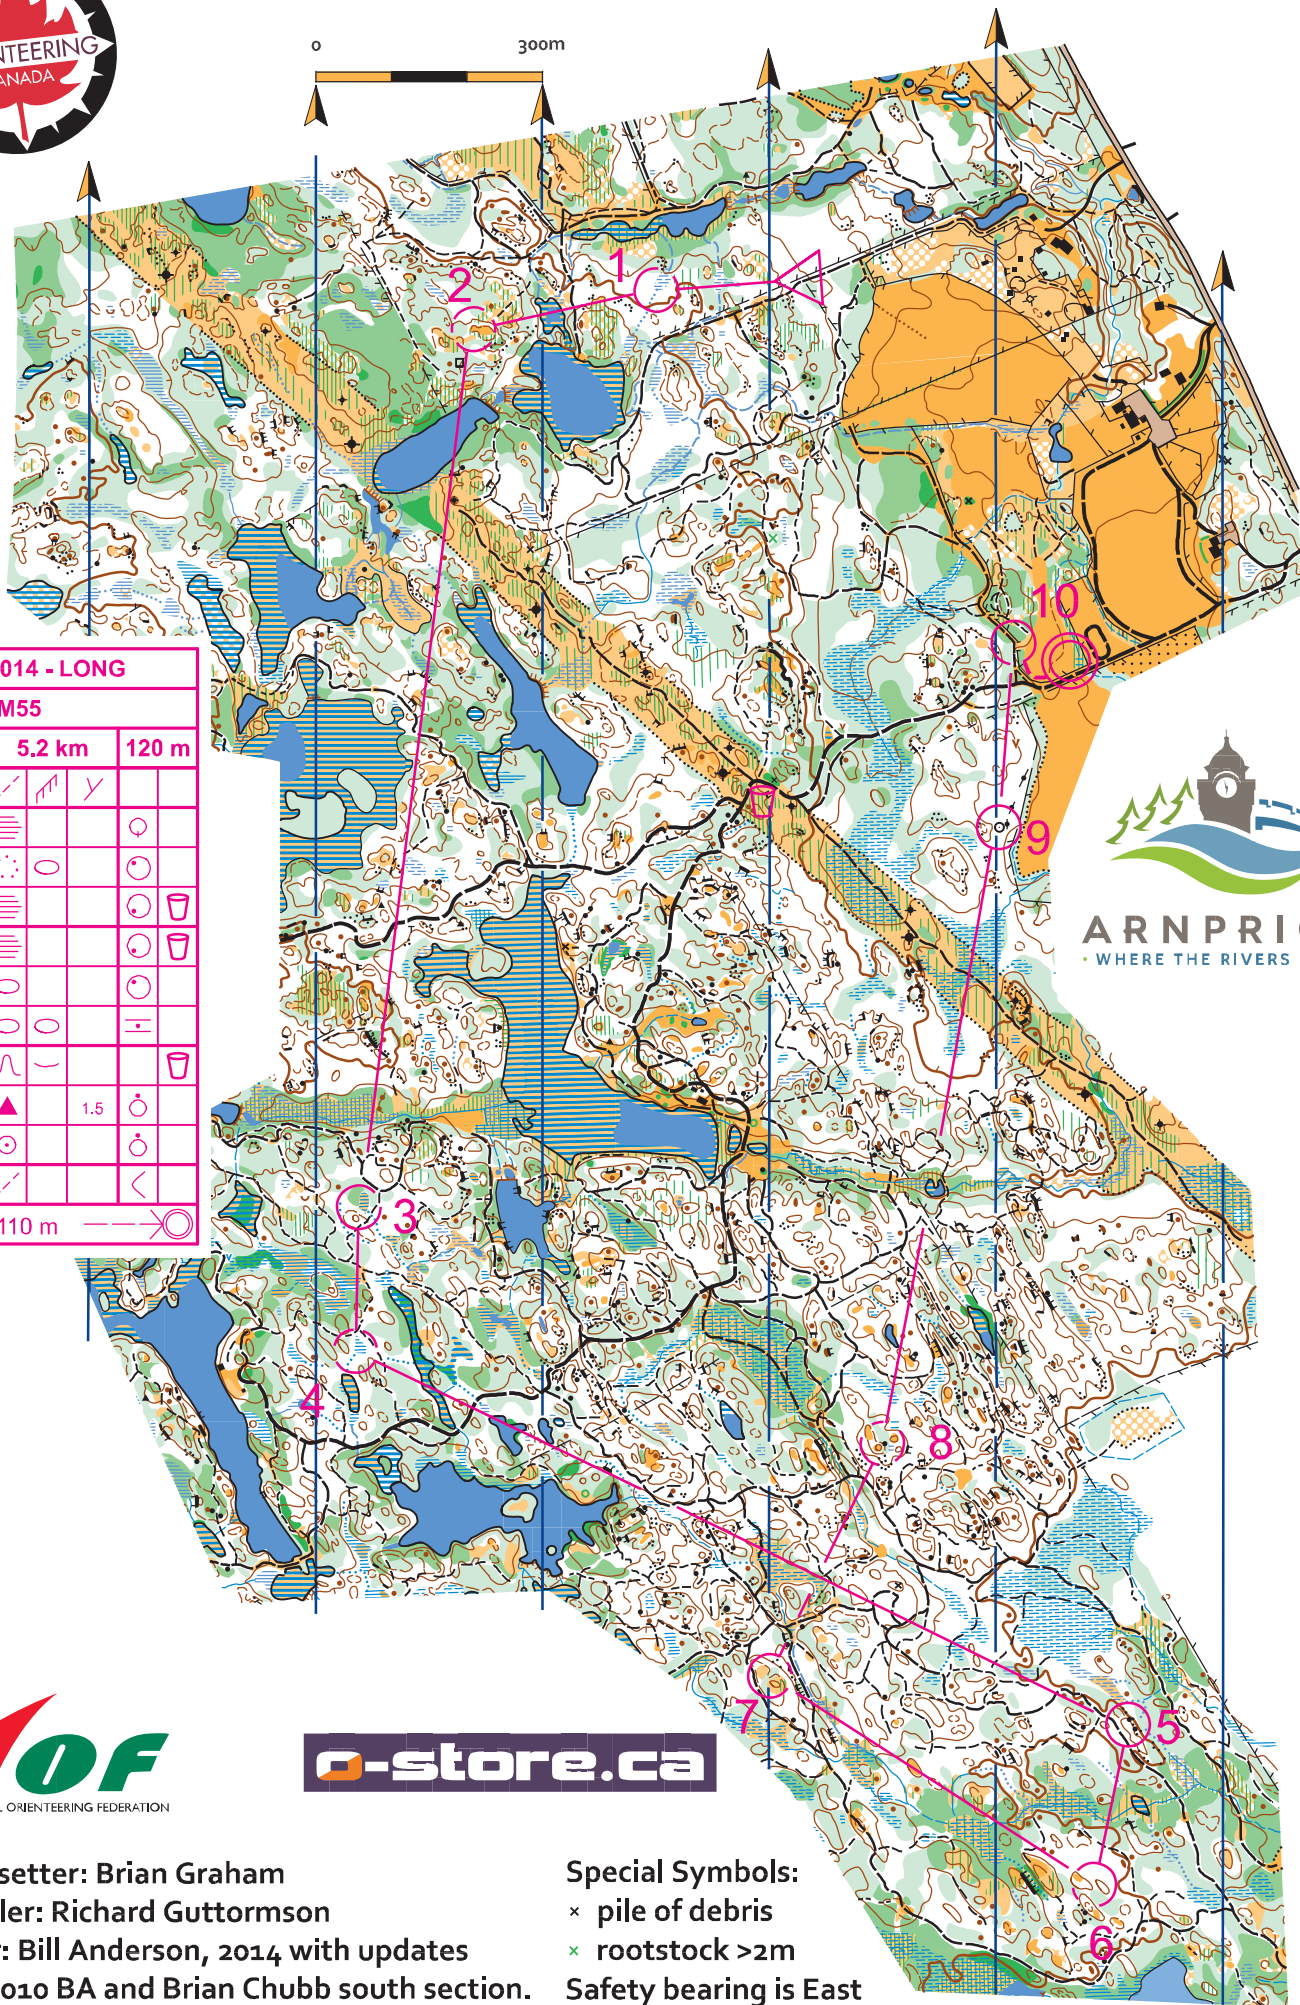 NTEERING
ANADA
0 300m
2
1
10
9
3
4
8
7
5
6
014 - LONG
M55
5.2 km 120 m
1.5
110 m
ARNPRI
• WHERE THE RIVERS
IOF
L ORIENTEERING FEDERATION
o-store.ca
setter: Brian Graham
ler: Richard Guttormson
: Bill Anderson, 2014 with updates
010 BA and Brian Chubb south section.
Special Symbols:
× pile of debris
× rootstock >2m
Safety bearing is East